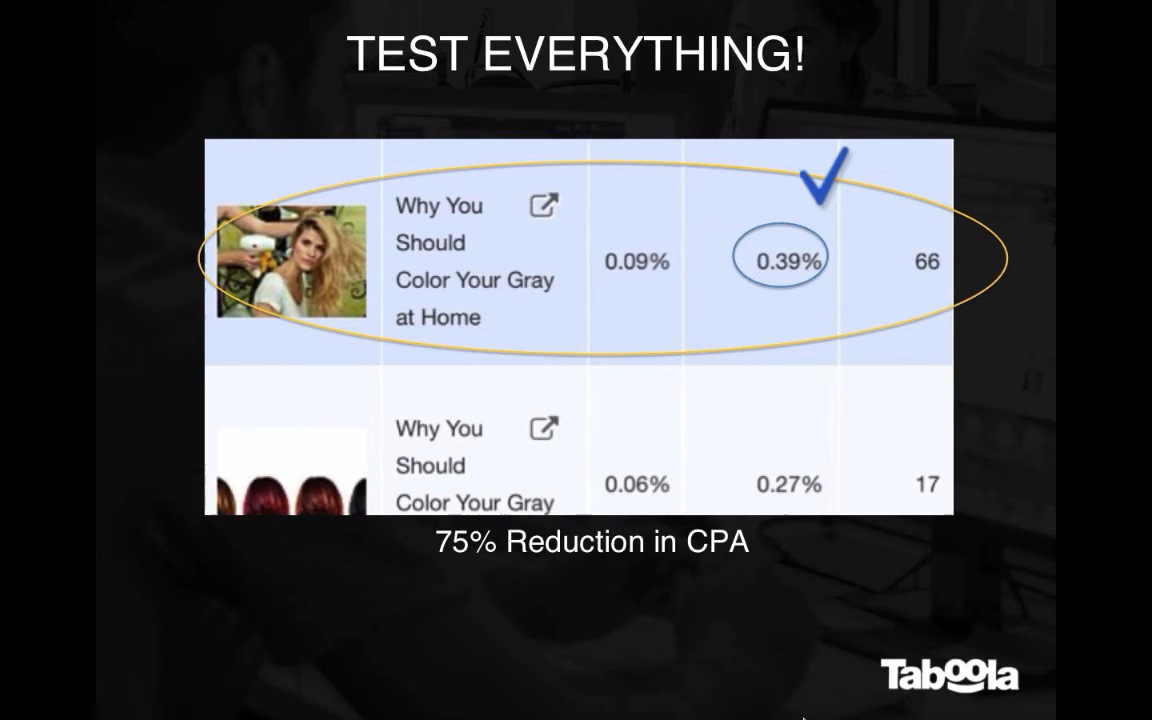 TEST EVERYTHING!
Why You
Should
Color Your Gray
at Home
0.09%
0.39%
66
Why You
Should
Color Your Gray
0.06%
0.27%
17
75% Reduction in CPA
Taboola